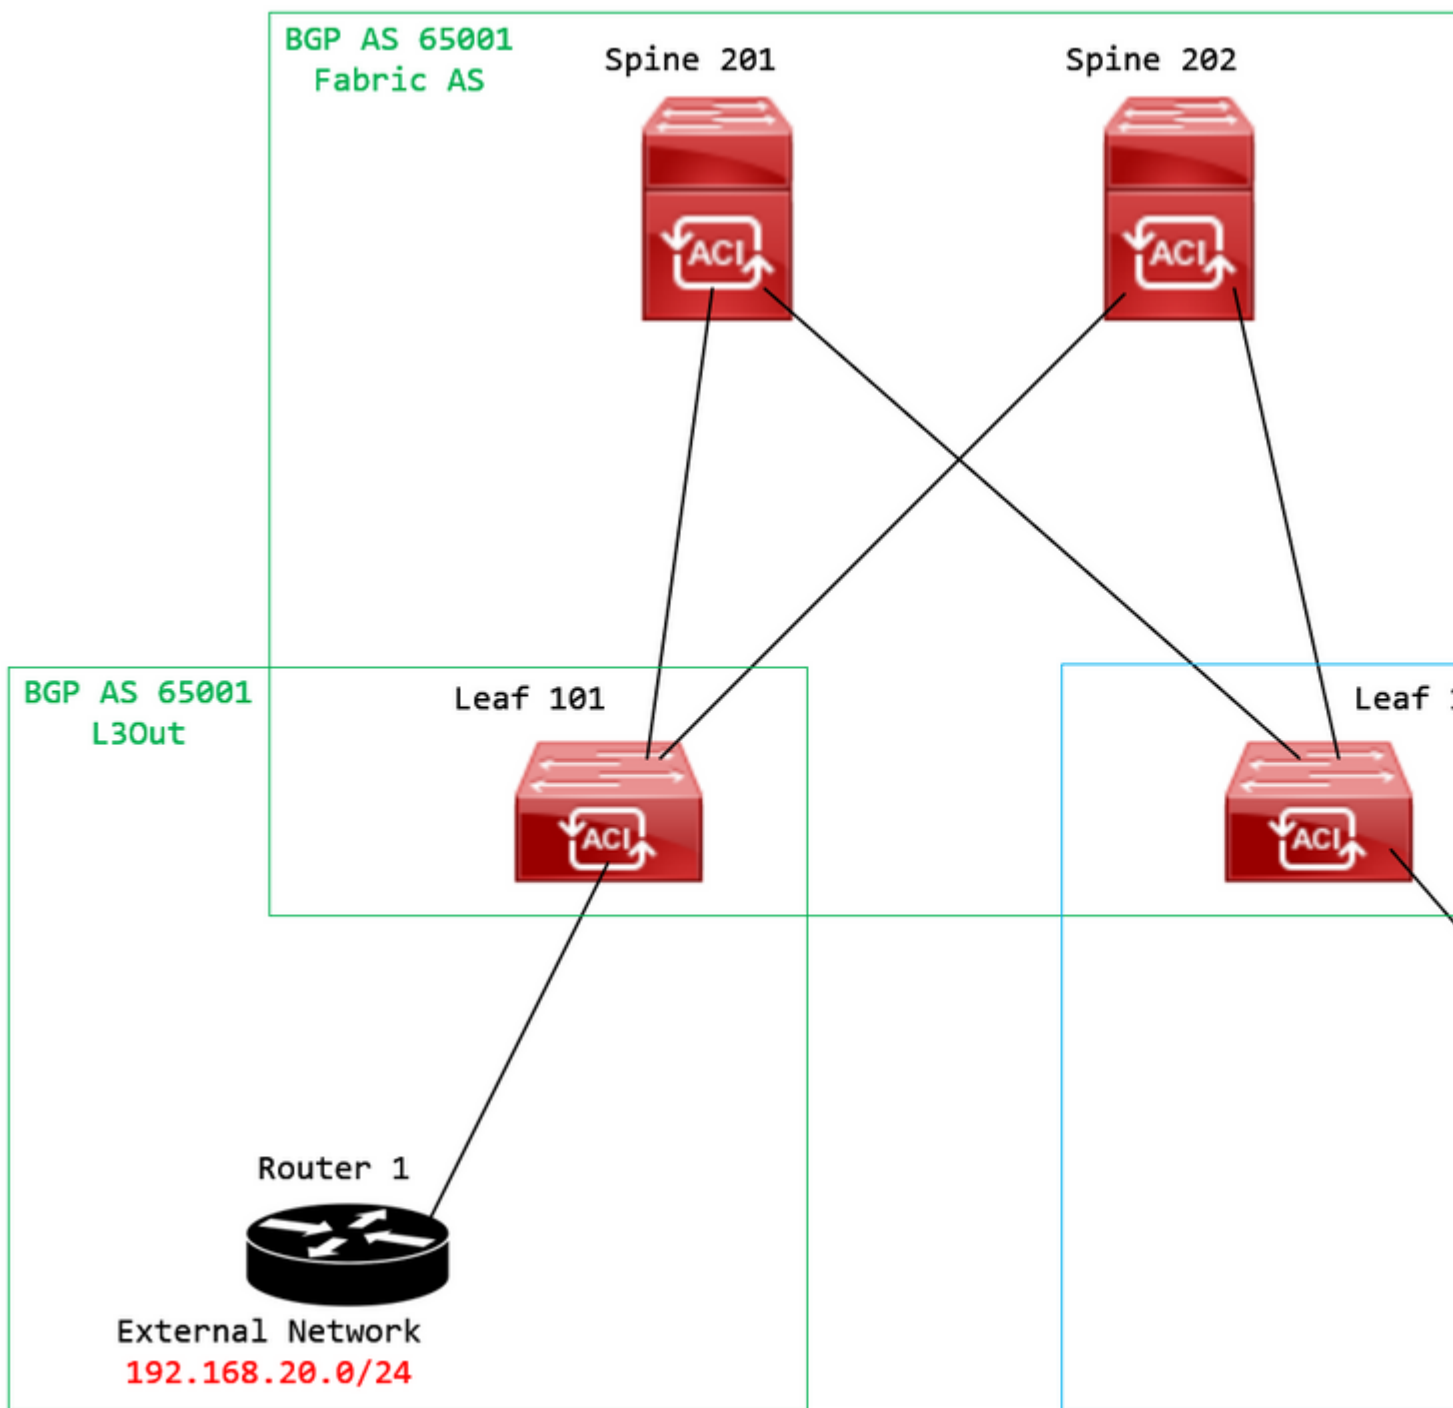 BGP AS 65001
Fabric AS
Spine 201
Spine 202
ACI
ACI
BGP AS 65001
L3Out
Leaf 101
Leaf
ACI
ACI
Router 1
External Network
192.168.20.0/24